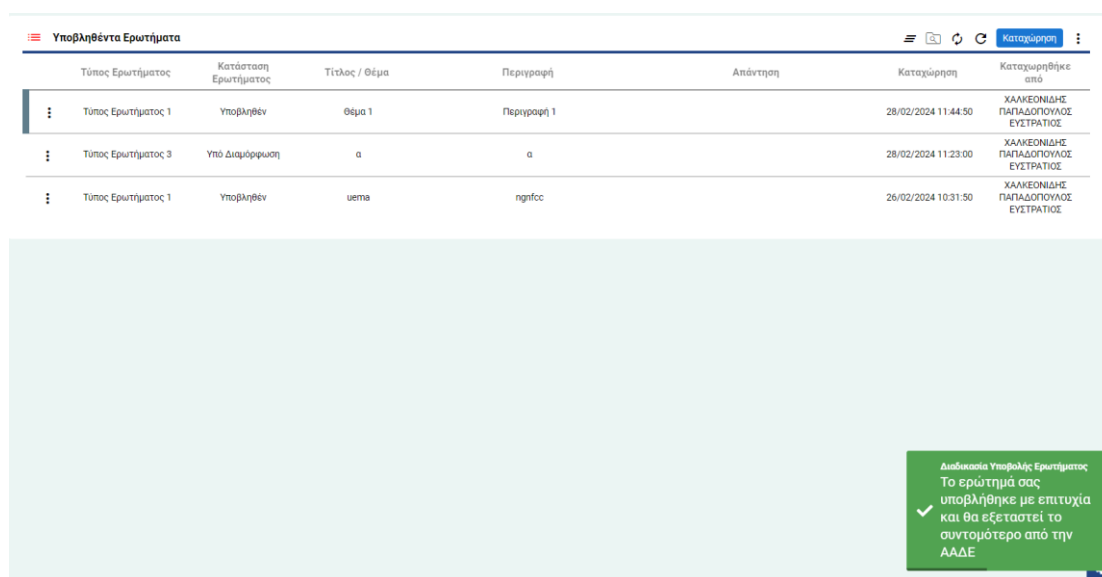 Υποβληθέντα Ερωτήματα
Καταχώρηση
Τύπος Ερωτήματος Κατάσταση Ερωτήματος Τίτλος / Θέμα Περιγραφή Απάντηση Καταχώρηση Καταχωρηθήκε από
Τύπος Ερωτήματος 1 Υποβληθέν Θέμα 1 Περιγραφή 1 28/02/2024 11:44:50 ΧΑΛΚΕΟΝΙΔΗΣ ΠΑΠΑΔΟΠΟΥΛΟΣ ΕΥΣΤΡΑΤΙΟΣ
Τύπος Ερωτήματος 3 Υπό Διαμόρφωση α α 28/02/2024 11:23:00 ΧΑΛΚΕΟΝΙΔΗΣ ΠΑΠΑΔΟΠΟΥΛΟΣ ΕΥΣΤΡΑΤΙΟΣ
Τύπος Ερωτήματος 1 Υποβληθέν uema ngnfcc 26/02/2024 10:31:50 ΧΑΛΚΕΟΝΙΔΗΣ ΠΑΠΑΔΟΠΟΥΛΟΣ ΕΥΣΤΡΑΤΙΟΣ
Διαδικασία Υποβολής Ερωτήματος
Το ερώτημά σας
υποβλήθηκε με επιτυχία
και θα εξεταστεί το
συντομότερο από την
ΑΑΔΕ